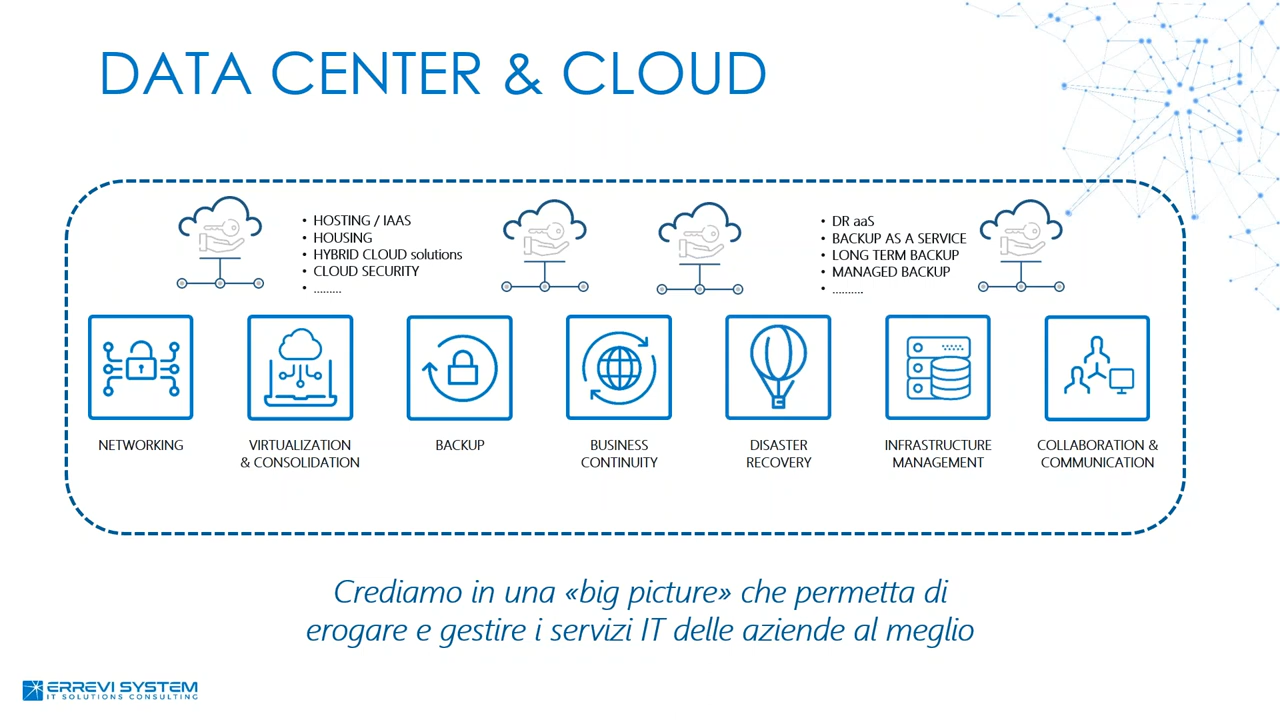 DATA CENTER & CLOUD
• HOSTING / IAAS
• HOUSING
• HYBRID CLOUD solutions
• CLOUD SECURITY
• .........
• DR aaS
• BACKUP AS A SERVICE
• LONG TERM BACKUP
• MANAGED BACKUP
• ..........
NETWORKING
VIRTUALIZATION
& CONSOLIDATION
BACKUP
BUSINESS
CONTINUITY
DISASTER
RECOVERY
INFRASTRUCTURE
MANAGEMENT
COLLABORATION &
COMMUNICATION
Crediamo in una «big picture» che permetta di
erogare e gestire i servizi IT delle aziende al meglio
ERREVI SYSTEM
IT SOLUTIONS CONSULTING